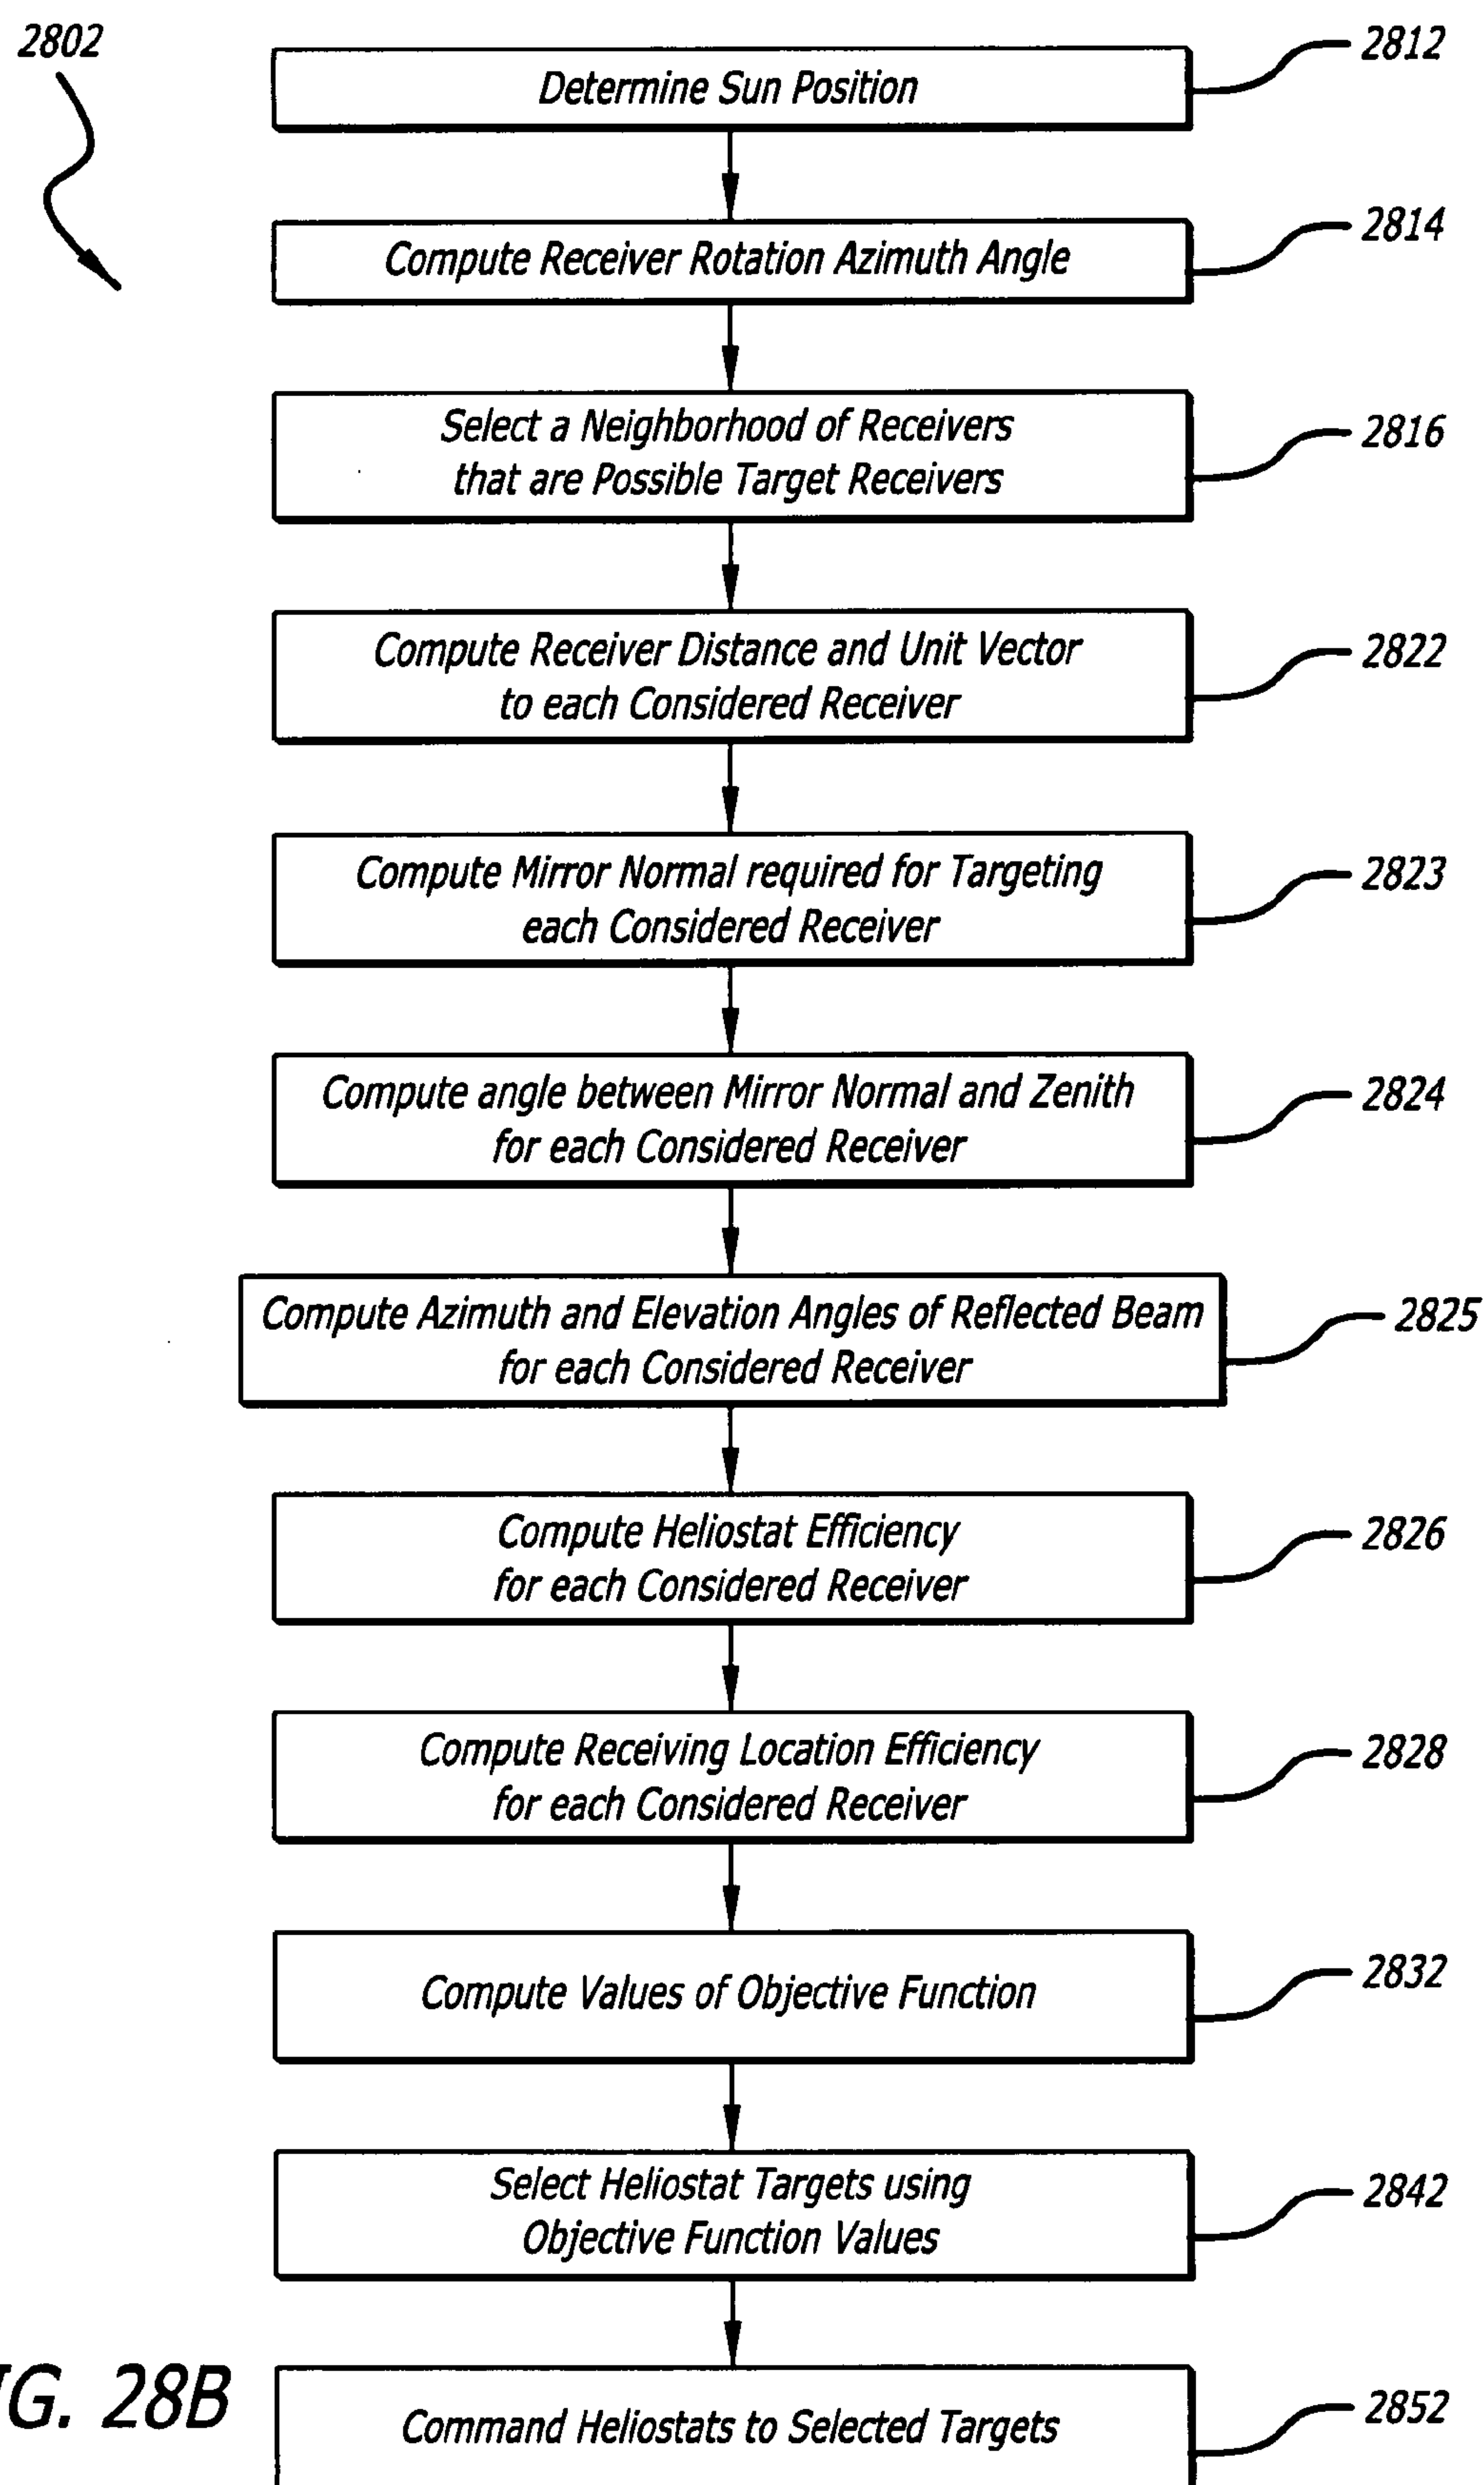 2802
Determine Sun Position
2812
Compute Receiver Rotation Azimuth Angle
2814
Select a Neighborhood of Receivers
that are Possible Target Receivers
2816
Compute Receiver Distance and Unit Vector
to each Considered Receiver
2822
Compute Mirror Normal required for Targeting
each Considered Receiver
2823
Compute angle between Mirror Normal and Zenith
for each Considered Receiver
2824
Compute Azimuth and Elevation Angles of Reflected Beam
for each Considered Receiver
2825
Compute Heliostat Efficiency
for each Considered Receiver
2826
Compute Receiving Location Efficiency
for each Considered Receiver
2828
Compute Values of Objective Function
2832
Select Heliostat Targets using
Objective Function Values
2842
Command Heliostats to Selected Targets
2852
IG. 28B